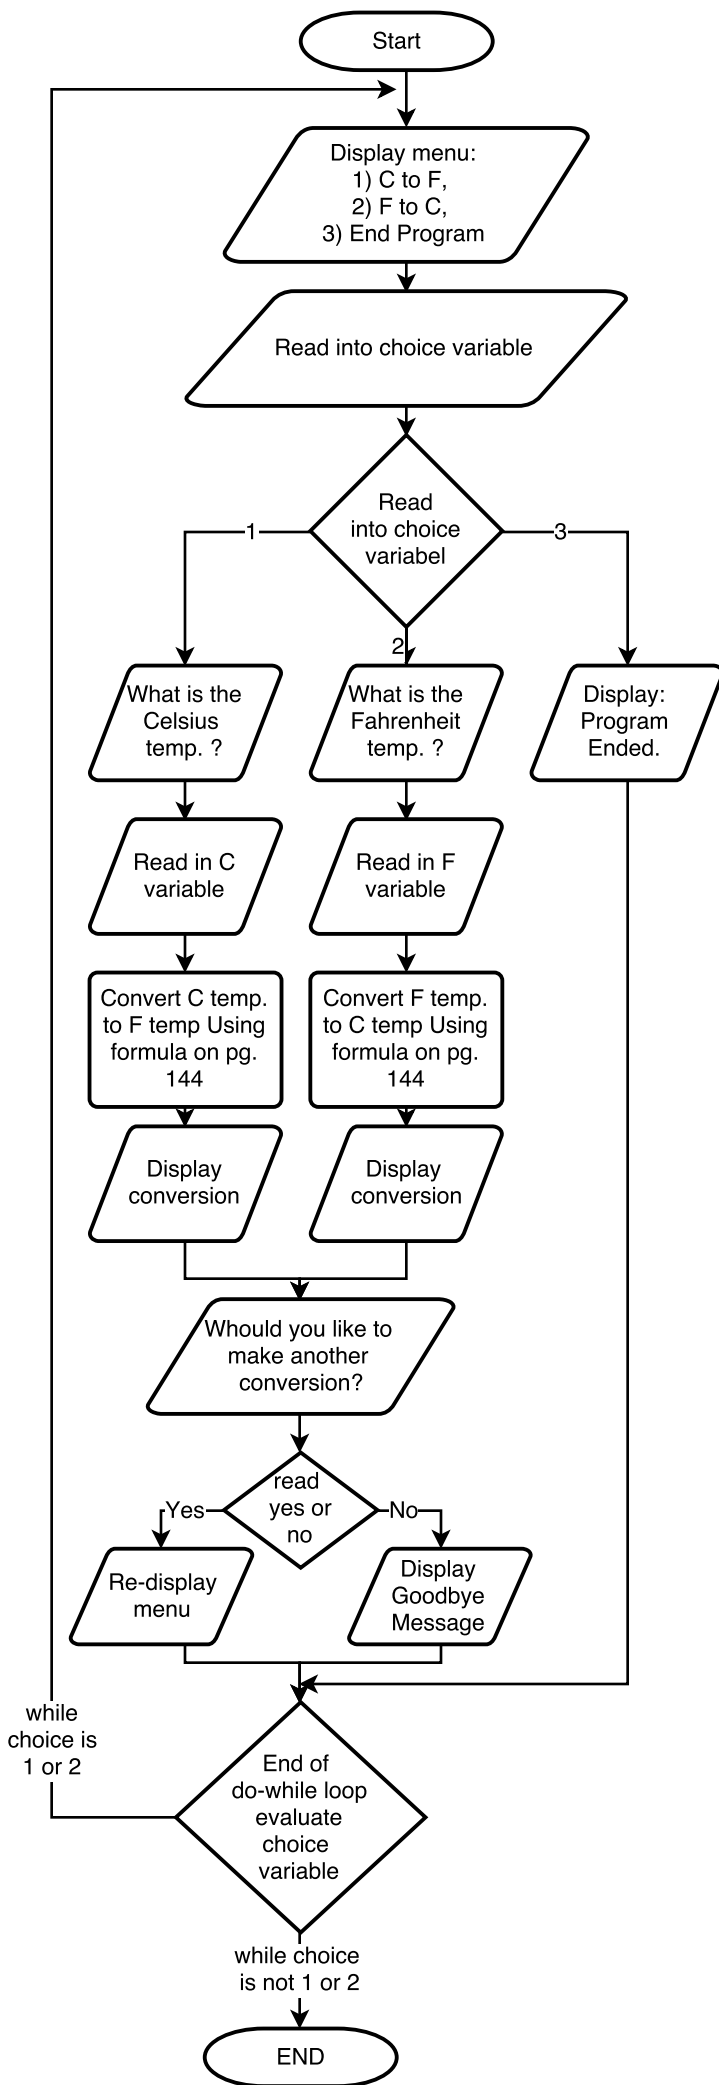 Start
Display menu:
1) C to F,
2) F to C,
3) End Program
Read into choice variable
Read
into choice
variabel
1
2
3
What is the
Celsius
temp. ?
What is the
Fahrenheit
temp. ?
Display:
Program
Ended.
Read in C
variable
Read in F
variable
Convert C temp.
to F temp Using
formula on pg.
144
Convert F temp.
to C temp Using
formula on pg.
144
Display
conversion
Display
conversion
Whould you like to
make another
conversion?
read
yes or
no
Yes
No
Re-display
menu
Display
Goodbye
Message
while
choice is
1 or 2
End of
do-while loop
evaluate
choice
variable
while choice
is not 1 or 2
END